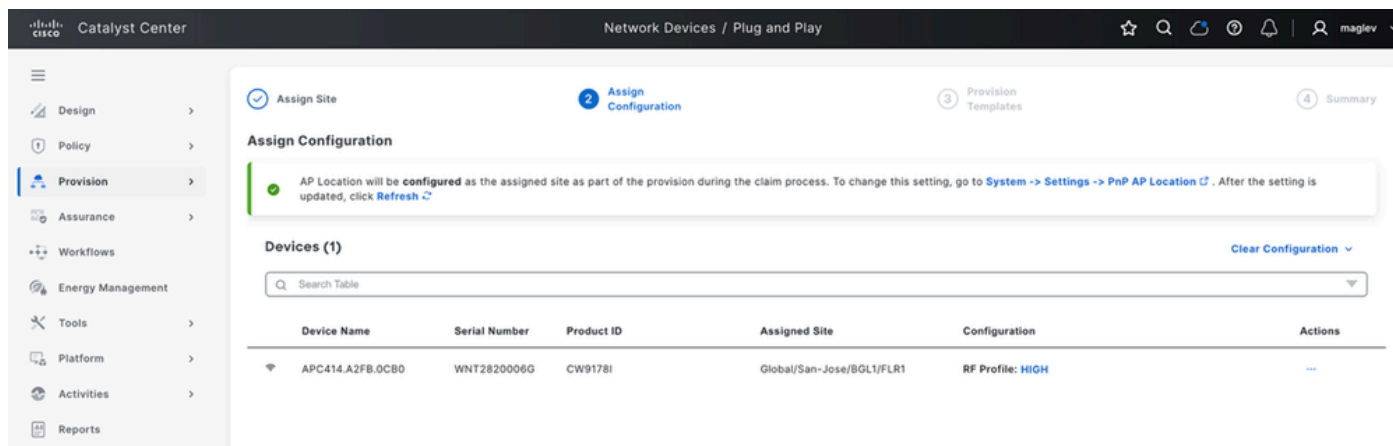 CISCO Catalyst Center
Network Devices / Plug and Play
maglev
Design
Policy
Provision
Assurance
Workflows
Energy Management
Tools
Platform
Activities
Reports
Assign Site
2 Assign
Configuration
3 Provision
Templates
4 Summary
Assign Configuration
AP Location will be configured as the assigned site as part of the provision during the claim process. To change this setting, go to System -> Settings -> PnP AP Location . After the setting is
updated, click Refresh
Devices (1)
Clear Configuration
Search Table
Device Name Serial Number Product ID Assigned Site Configuration Actions
APC414.A2FB.0CB0 WNT2820006G CW9178I Global/San-Jose/BGL1/FLR1 RF Profile: HIGH ...